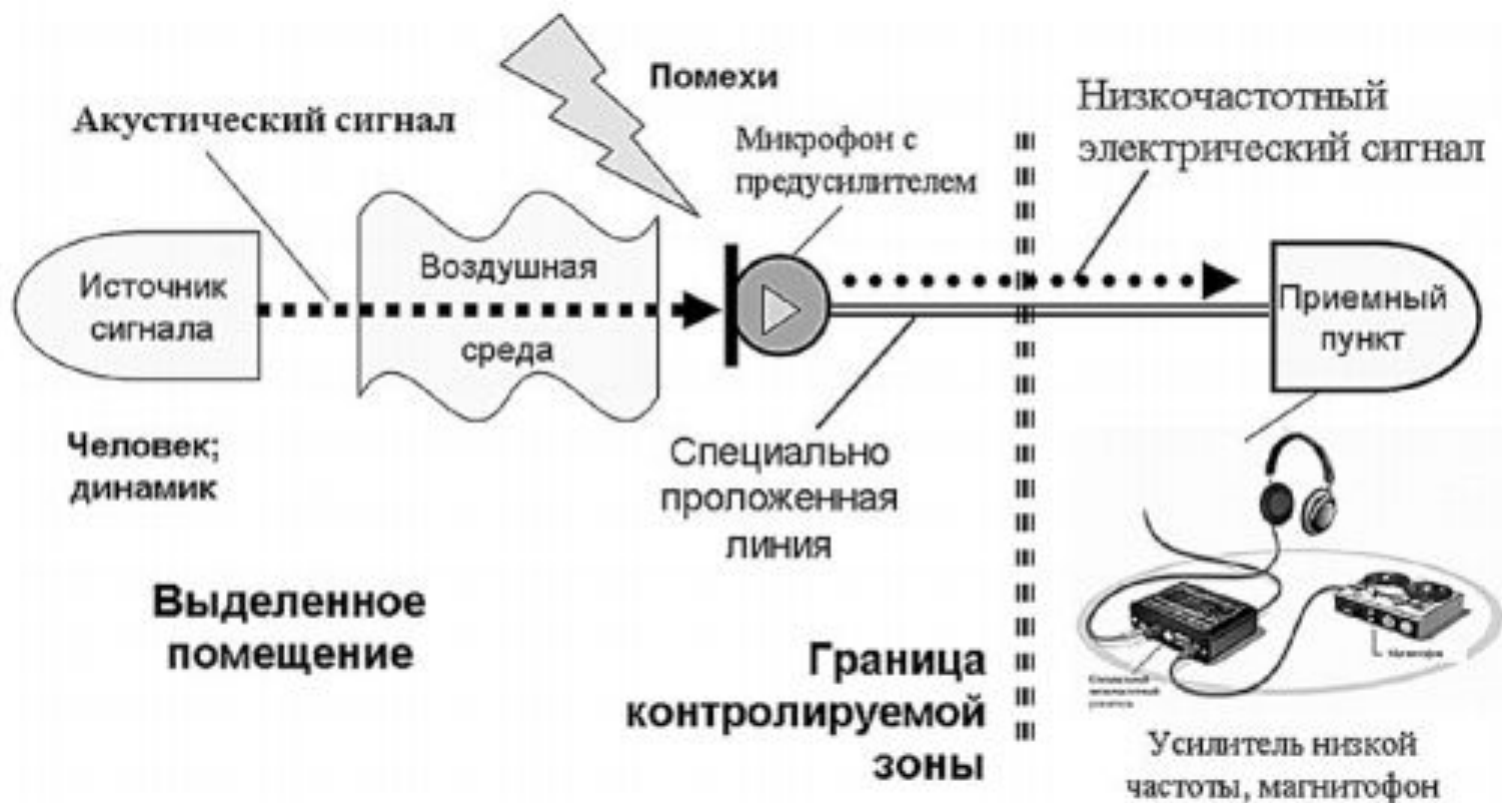 Помехи
Акустический сигнал
Микрофон с
предусилителем
Низкочастотный
электрический сигнал
Источник
сигнала
Воздушная
среда
Приемный
пункт
Человек;
динамик
Специально
проложенная
линия
Выделенное
помещение
Граница
контролируемой
зоны
Магнитофон
Усилитель низкой
частоты, магнитофон